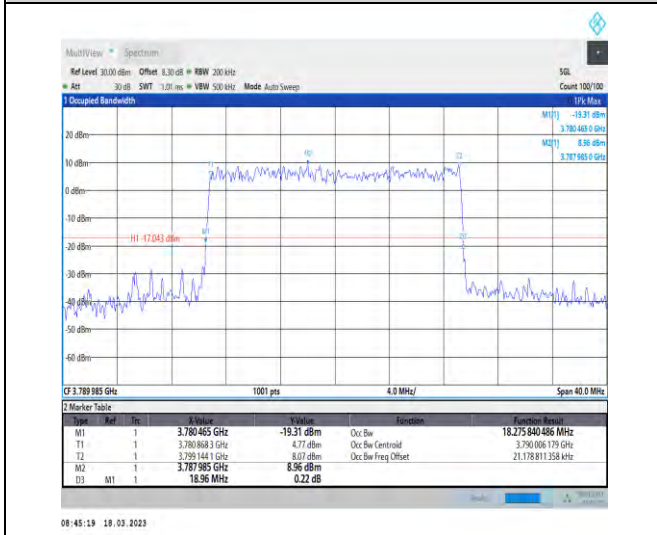 MultiView Spectrum
Ref Level 30.00 dBm Offset 8.30 dB RBW 200 kHz SGL
Att 30 dB SWT 1.01 ms VBW 500 kHz Mode Auto Sweep Count 100/100
1 Occupied Bandwidth 1Pk Max
M1[1] -19.31 dBm
3.780 465 0 GHz
M2[1] 8.96 dBm
3.787 985 0 GHz
20 dBm
10 dBm
0 dBm
-10 dBm
H1 -17.043 dBm
-20 dBm
-30 dBm
-40 dBm
-50 dBm
-60 dBm
M1
M2
T2
D3
CF 3.789 985 GHz 1001 pts 4.0 MHz/ Span 40.0 MHz
2 Marker Table
Type Ref Trc X-Value Y-Value Function Function Result
M1 1 3.780465 GHz -19.31 dBm Occ Bw 18.275 840 486 MHz
T1 1 3.780 868 3 GHz 4.77 dBm Occ Bw Centroid 3.790 006 179 GHz
T2 1 3.799 144 1 GHz 8.07 dBm Occ Bw Freq Offset 21.178 811 358 kHz
M2 1 3.787985 GHz 8.96 dBm
D3 M1 1 18.96 MHz 0.22 dB
08:45:19 18.03.2023